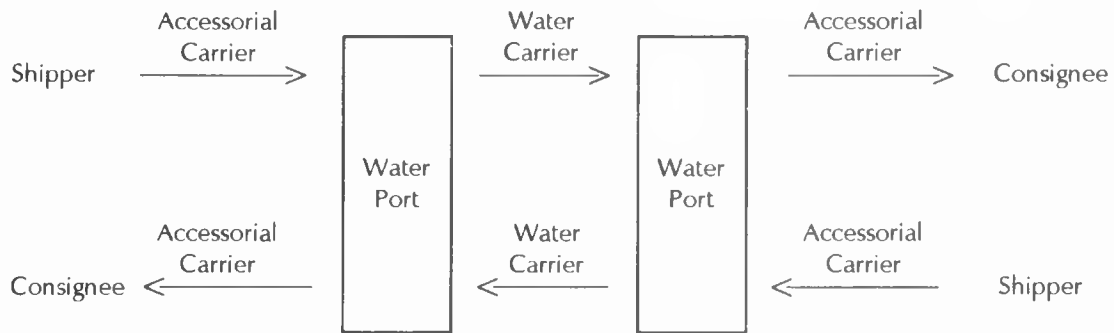 Accessorial
Carrier
Water
Carrier
Accessorial
Carrier
Shipper
Consignee
Water
Port
Water
Port
Accessorial
Carrier
Water
Carrier
Accessorial
Carrier
Consignee
Shipper